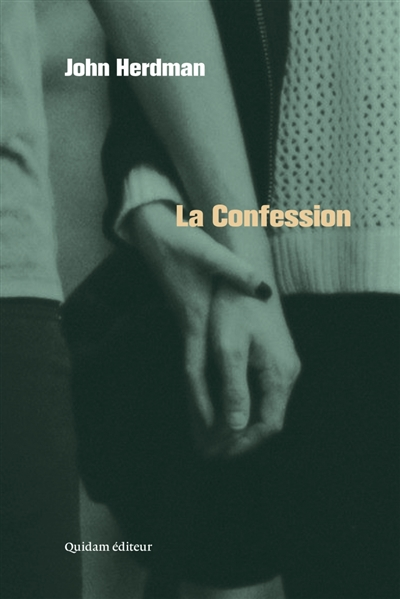 John Herdman
La Confession
Quidam éditeur